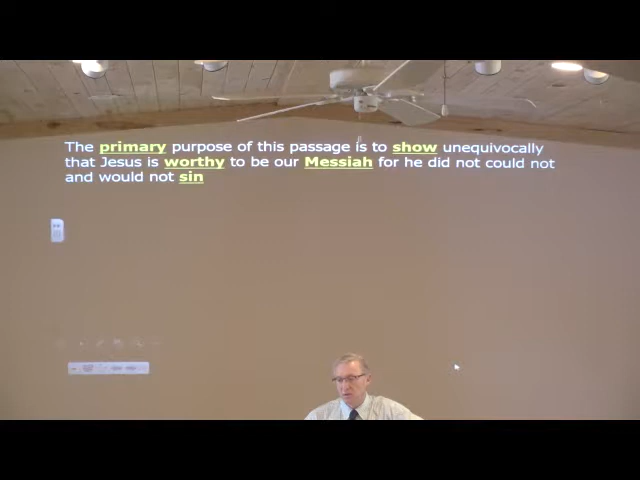 The primary purpose of this passage is to show unequivocally
that Jesus is worthy to be our Messiah for he did not could not
and would not sin